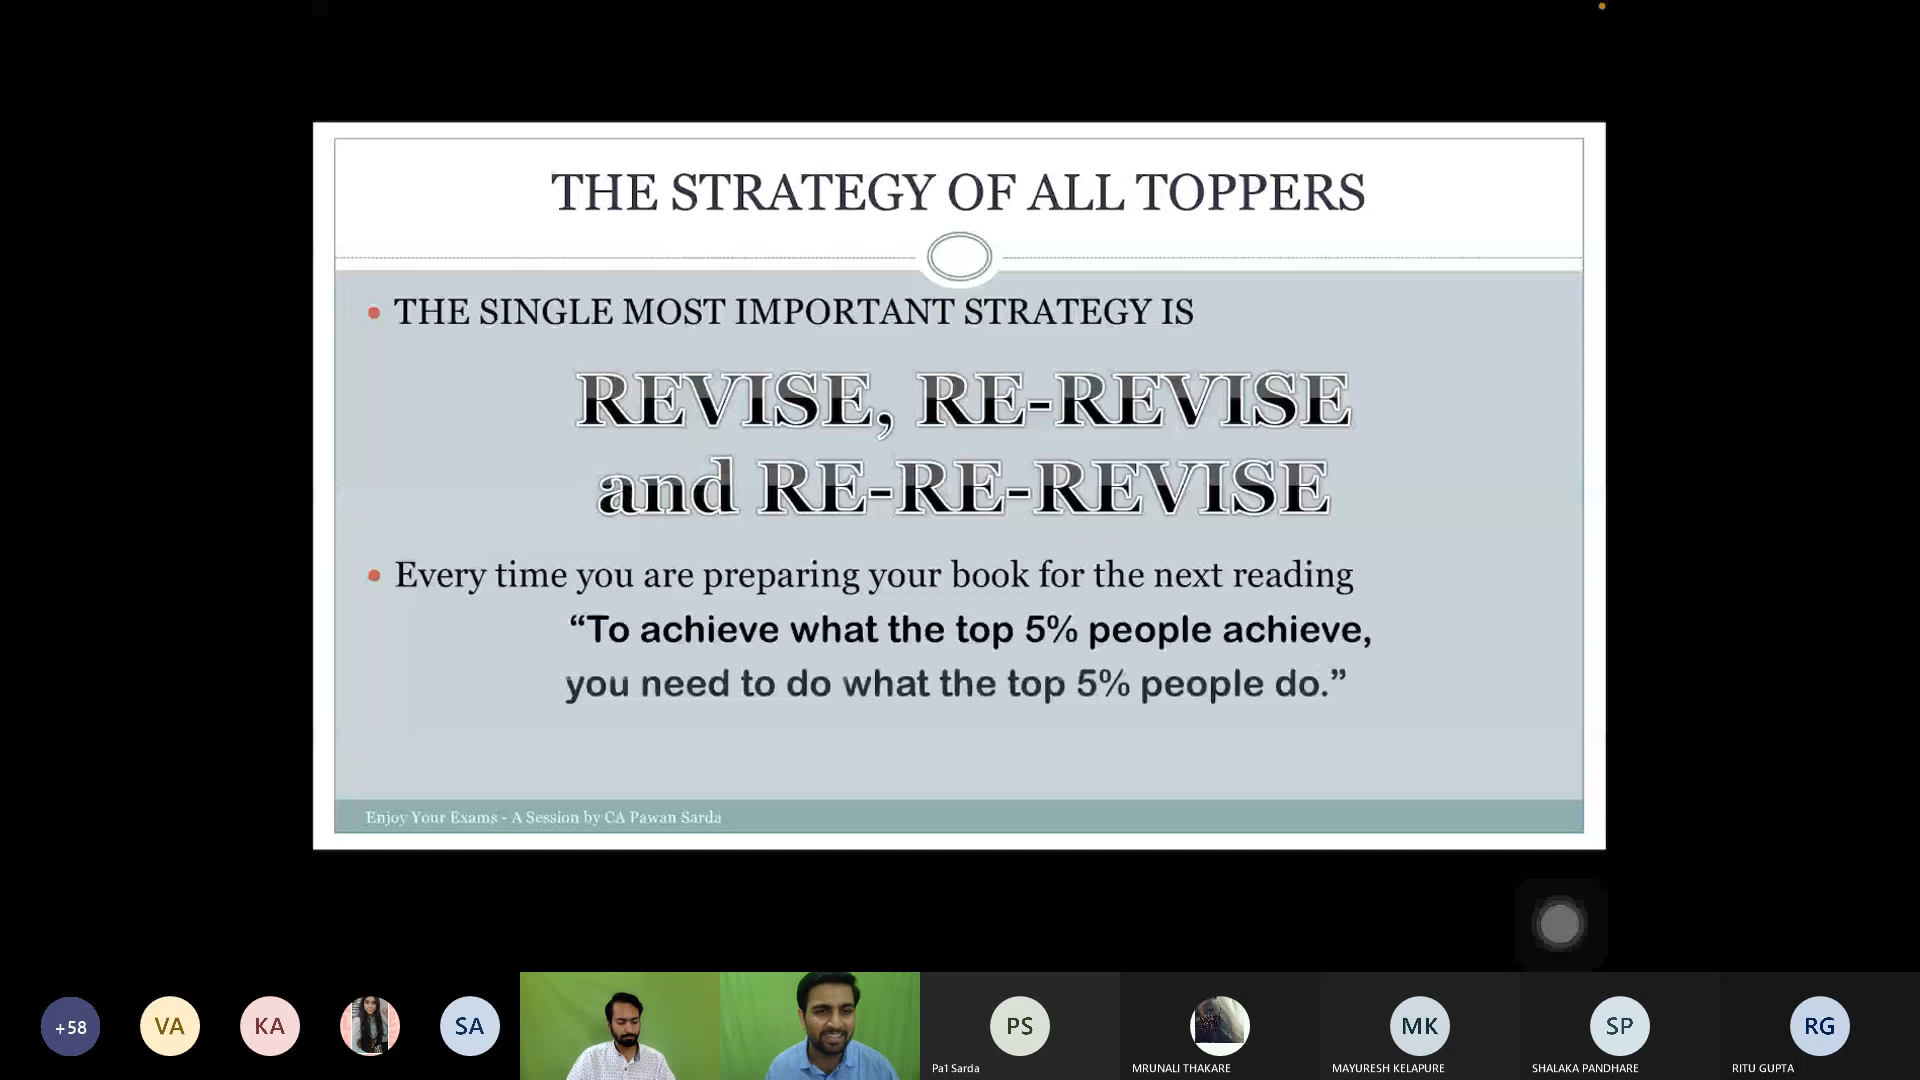 THE STRATEGY OF ALL TOPPERS
• THE SINGLE MOST IMPORTANT STRATEGY IS
REVISE, RE-REVISE
and RE-RE-REVISE
• Every time you are preparing your book for the next reading
“To achieve what the top 5% people achieve,
you need to do what the top 5% people do.”
Enjoy Your Exams - A Session by CA Pawan Sarda
+58
VA
KA
SA
PS
MK
SP
RG
Pa1 Sarda
MRUNALI THAKARE
MAYURESH KELAPURE
SHALAKA PANDHARE
RITU GUPTA